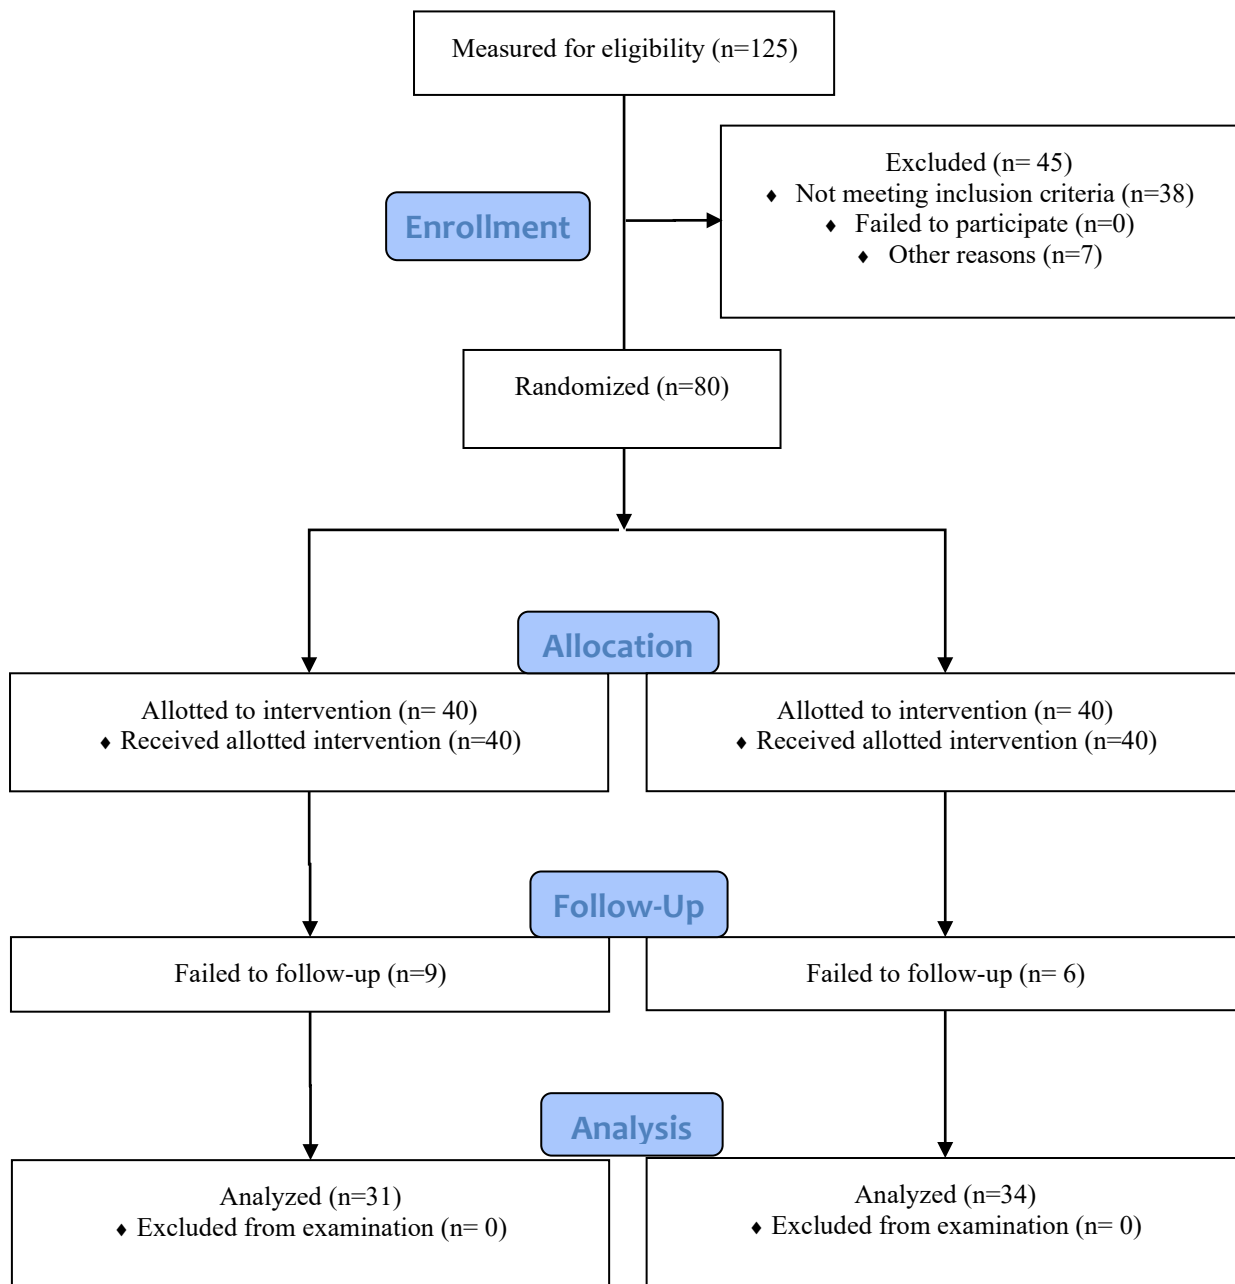 Measured for eligibility (n=125)
Excluded (n= 45)
♦ Not meeting inclusion criteria (n=38)
♦ Failed to participate (n=0)
♦ Other reasons (n=7)
Enrollment
Randomized (n=80)
Allocation
Allotted to intervention (n= 40)
♦ Received allotted intervention (n=40)
Allotted to intervention (n= 40)
♦ Received allotted intervention (n=40)
Follow-Up
Failed to follow-up (n=9)
Failed to follow-up (n= 6)
Analysis
Analyzed (n=31)
♦ Excluded from examination (n= 0)
Analyzed (n=34)
♦ Excluded from examination (n= 0)